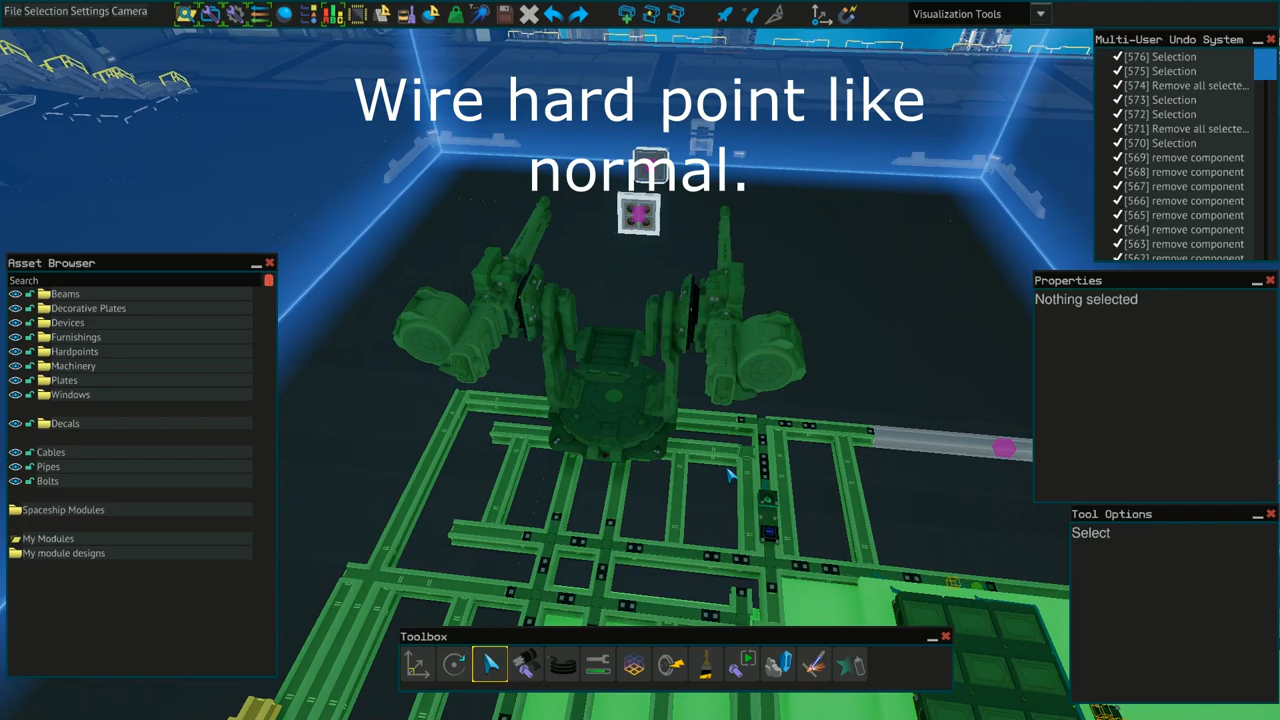 File Selection Settings Camera
Visualization Tools
Wire hard point like
normal.
Multi-User Undo System
[576] Selection
[575] Selection
[574] Remove all selecte...
[573] Selection
[572] Selection
[571] Remove all selecte...
[570] Selection
[569] remove component
[568] remove component
[567] remove component
[566] remove component
[565] remove component
[564] remove component
[563] remove component
[562] remove component
Asset Browser
Search
Beams
Decorative Plates
Devices
Furnishings
Hardpoints
Machinery
Plates
Windows
Decals
Cables
Pipes
Bolts
Spaceship Modules
My Modules
My module designs
Properties
Nothing selected
Tool Options
Select
Toolbox